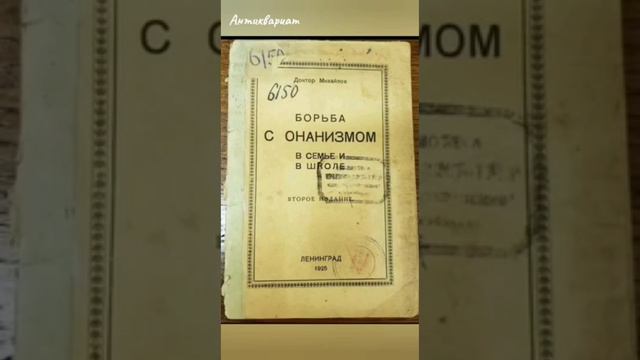 Антиквариат
6150
Доктор Михайлов
6150
БОРЬБА
С ОНАНИЗМОМ
В СЕМЬЕ И
В ШКОЛЕ
ВТОРОЕ ИЗДАНИЕ
ЛЕНИНГРАД
1925